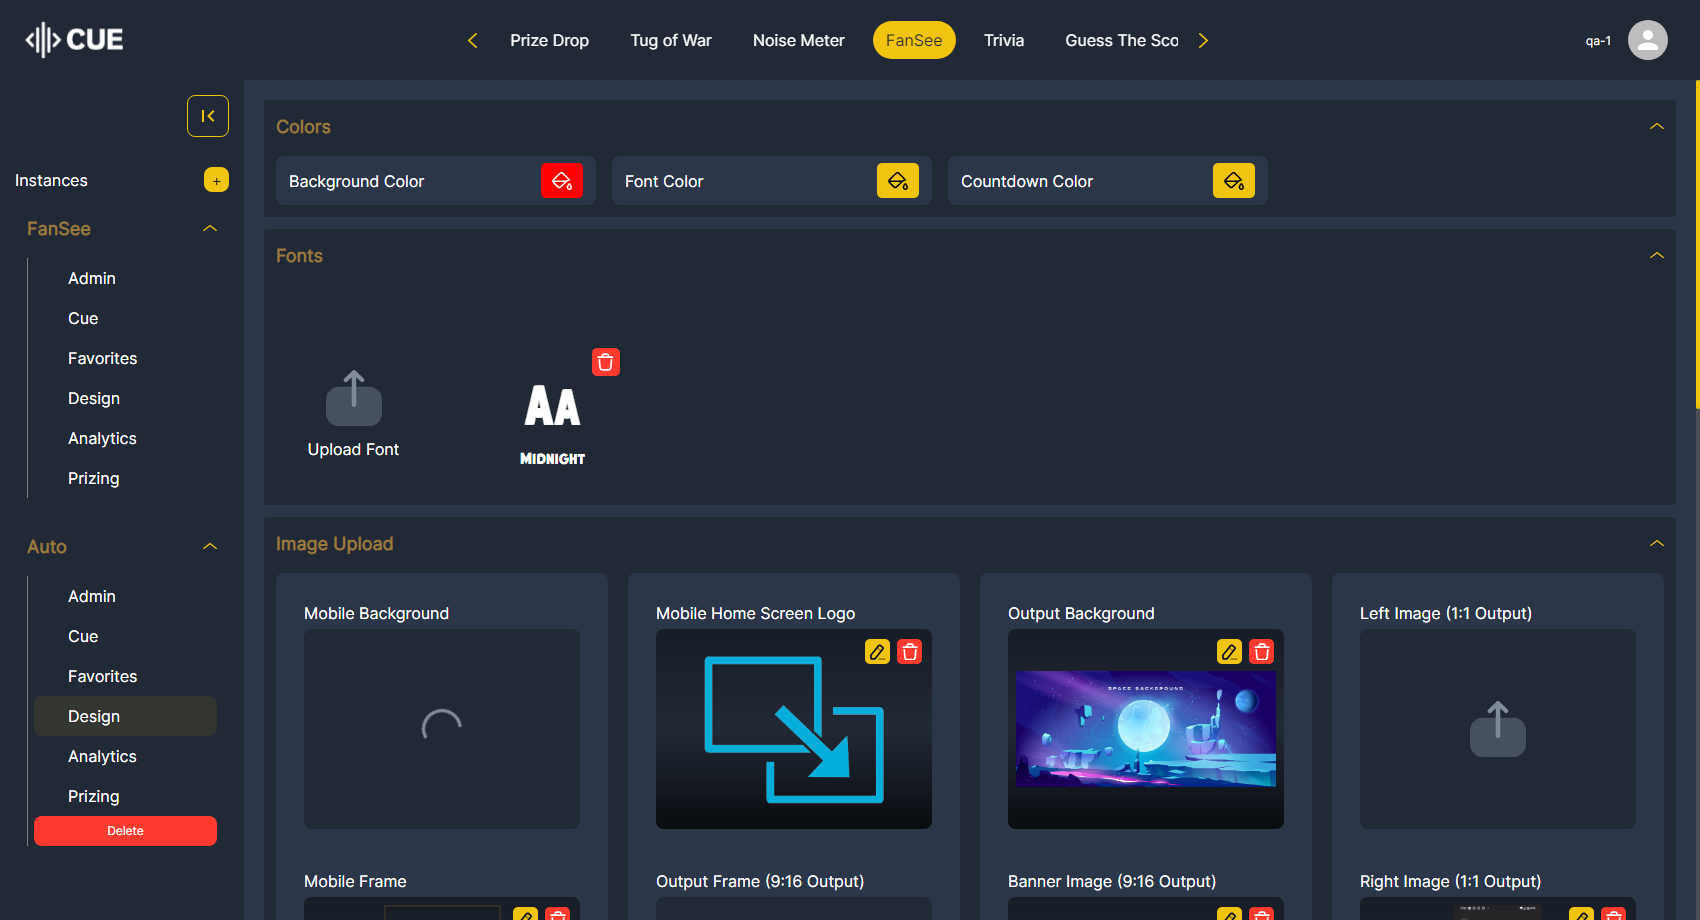 CUE
Prize Drop
Tug of War
Noise Meter
FanSee
Trivia
Guess The Sco
qa-1
Instances
+
FanSee
Admin
Cue
Favorites
Design
Analytics
Prizing
Auto
Admin
Cue
Favorites
Design
Analytics
Prizing
Delete
Colors
Background Color
Font Color
Countdown Color
Fonts
Upload Font
AA
MIDNIGHT
Image Upload
Mobile Background
Mobile Home Screen Logo
Output Background
SPACE BACKGROUND
Left Image (1:1 Output)
Mobile Frame
Output Frame (9:16 Output)
Banner Image (9:16 Output)
Right Image (1:1 Output)